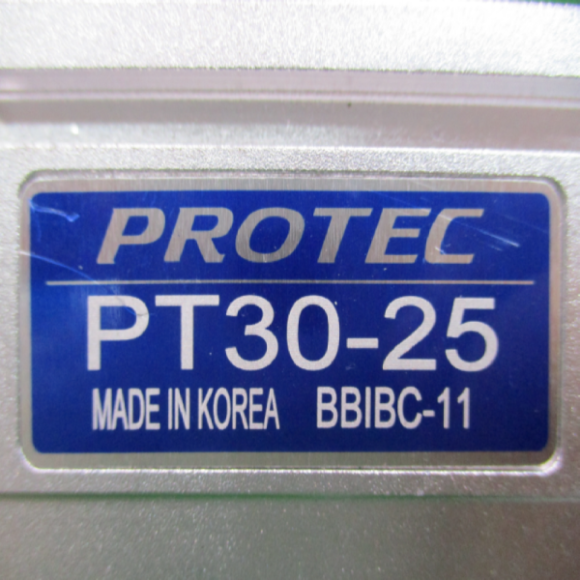 PROTEC
PT30-25
MADE IN KOREA BBIBC-11